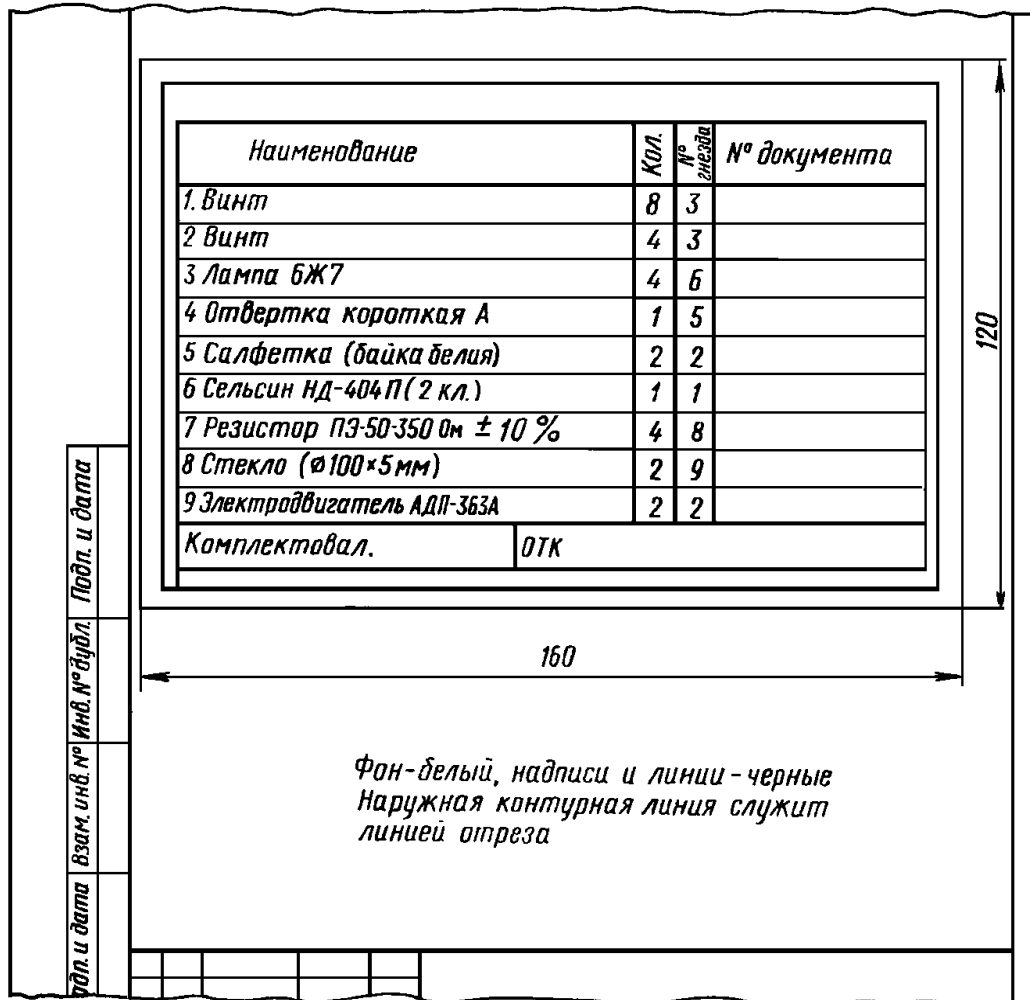 Наименование Кол. № гнезда № документа
1. Винт 8 3
2 Винт 4 3
3 Лампа 6Ж7 4 6
4 Отвертка короткая А 1 5
5 Салфетка (байка белия) 2 2
6 Сельсин НД-404П (2 кл.) 1 1
7 Резистор ПЭ-50-350 Ом ± 10 % 4 8
8 Стекло (⌀100×5мм) 2 9
9 Электродвигатель АДП-363А 2 2
Комплектовал. ОТК
120
160
Фон-белый, надписи и линии-черные
Наружная контурная линия служит
линией отреза
Подп. и дата
Инв. № дубл.
Взам. инв. №
одп. и дата